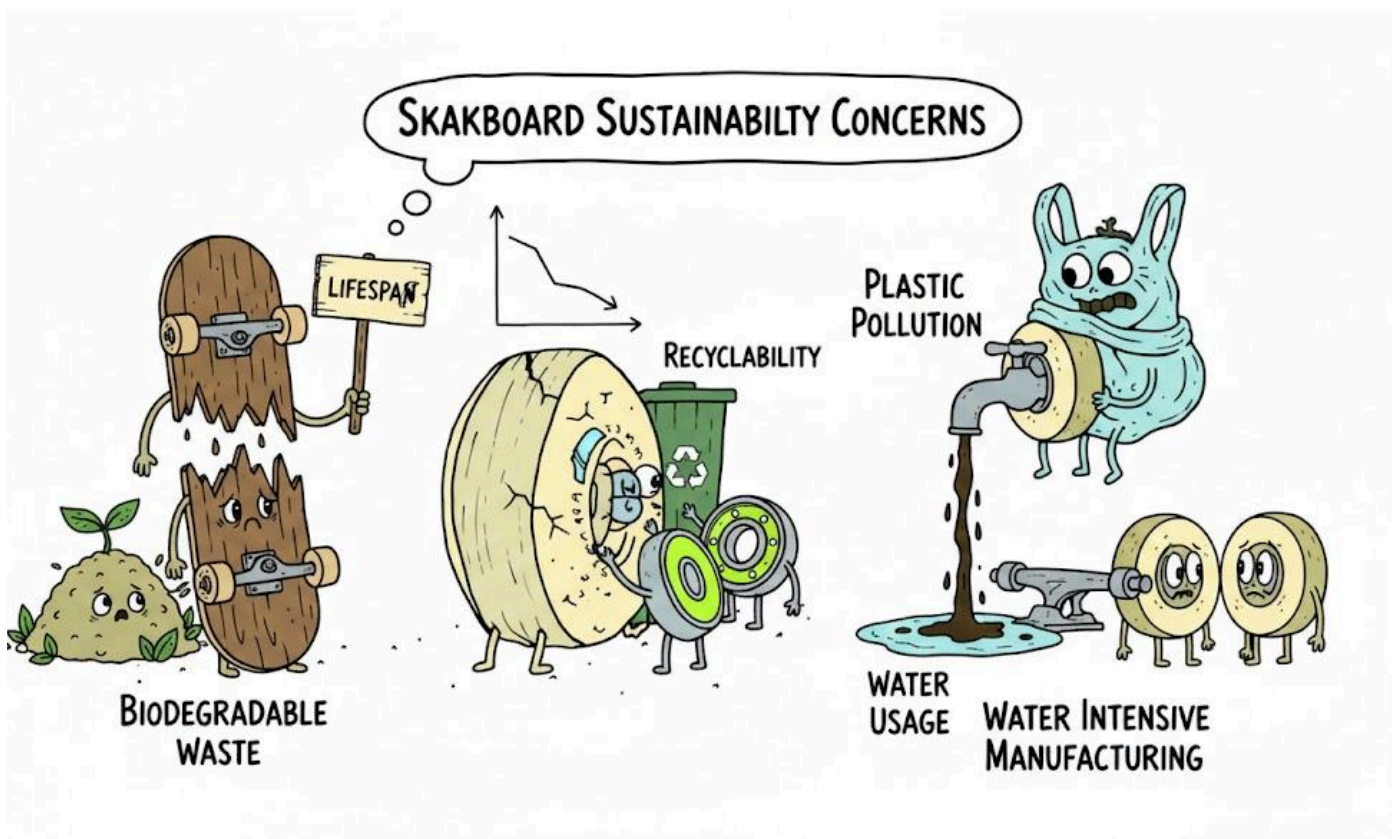 SKAKBOARD SUSTAINABILTY CONCERNS
LIFESPAN
RECYCLABILITY
PLASTIC
POLLUTION
BIODEGRADABLE
WASTE
WATER
USAGE
WATER INTENSIVE
MANUFACTURING